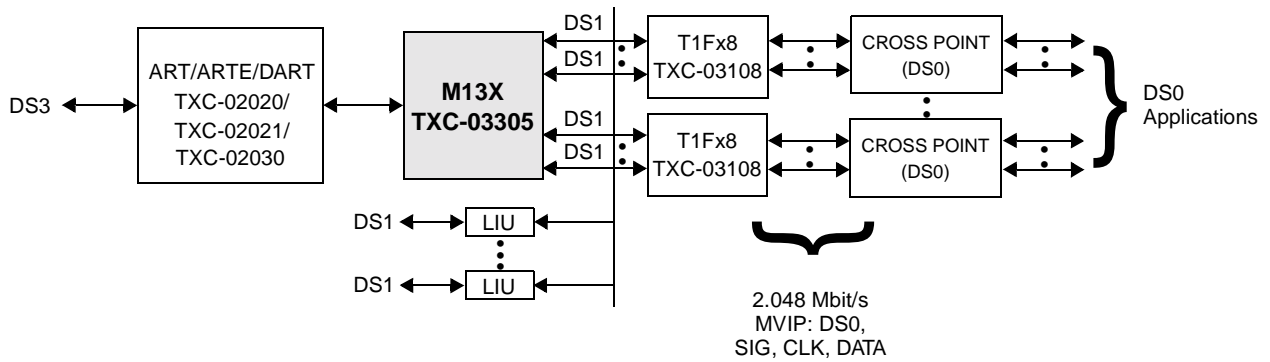 DS3
ART/ARTE/DART
TXC-02020/
TXC-02021/
TXC-02030
M13X
TXC-03305
DS1
DS1
DS1
DS1
T1Fx8
TXC-03108
CROSS POINT
(DS0)
T1Fx8
TXC-03108
CROSS POINT
(DS0)
DS0
Applications
DS1
LIU
DS1
LIU
2.048 Mbit/s
MVIP: DS0,
SIG, CLK, DATA